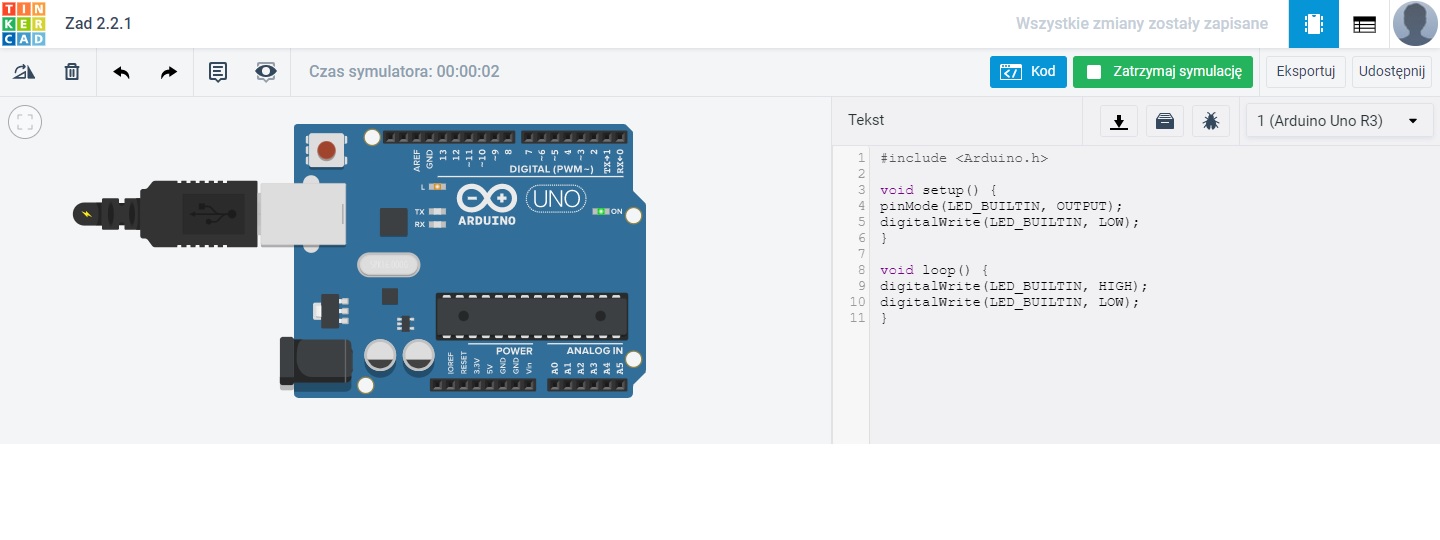 TIN
KER
CAD
Zad 2.2.1
Wszystkie zmiany zostały zapisane
Czas symulatora: 00:00:02
Kod
Zatrzymaj symulację
Eksportuj
Udostępnij
Tekst
1 (Arduino Uno R3)
AREF
GND
13
12
~11
~10
~9
8
7
~6
~5
4
~3
2
TX→1
RX←0
DIGITAL (PWM~)
L
TX
RX
UNO
ARDUINO
ON
POWER
ANALOG IN
IOREF
RESET
3.3V
5V
GND
GND
Vin
A0
A1
A2
A3
A4
A5
1 #include <Arduino.h>
2
3 void setup() {
4 pinMode(LED_BUILTIN, OUTPUT);
5 digitalWrite(LED_BUILTIN, LOW);
6 }
7
8 void loop() {
9 digitalWrite(LED_BUILTIN, HIGH);
10 digitalWrite(LED_BUILTIN, LOW);
11 }